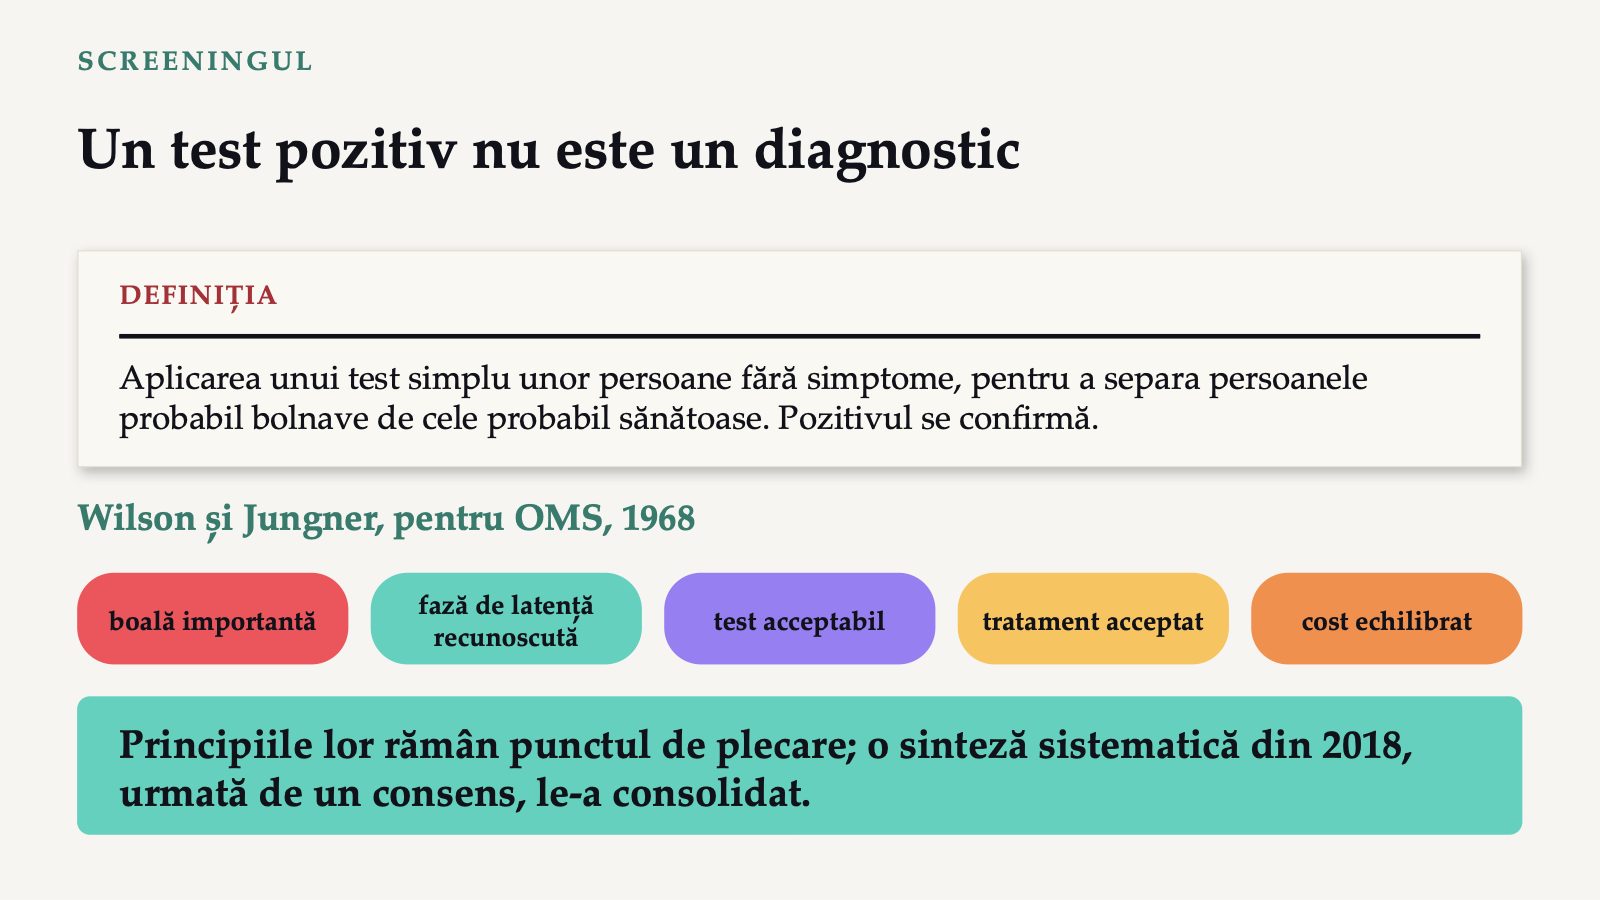 SCREENINGUL
Un test pozitiv nu este un diagnostic
DEFINIȚIA
Aplicarea unui test simplu unor persoane fără simptome, pentru a separa persoanele
probabil bolnave de cele probabil sănătoase. Pozitivul se confirmă.
Wilson și Jungner, pentru OMS, 1968
boală importantă
fază de latență
recunoscută
test acceptabil
tratament acceptat
cost echilibrat
Principiile lor rămân punctul de plecare; o sinteză sistematică din 2018,
urmată de un consens, le-a consolidat.